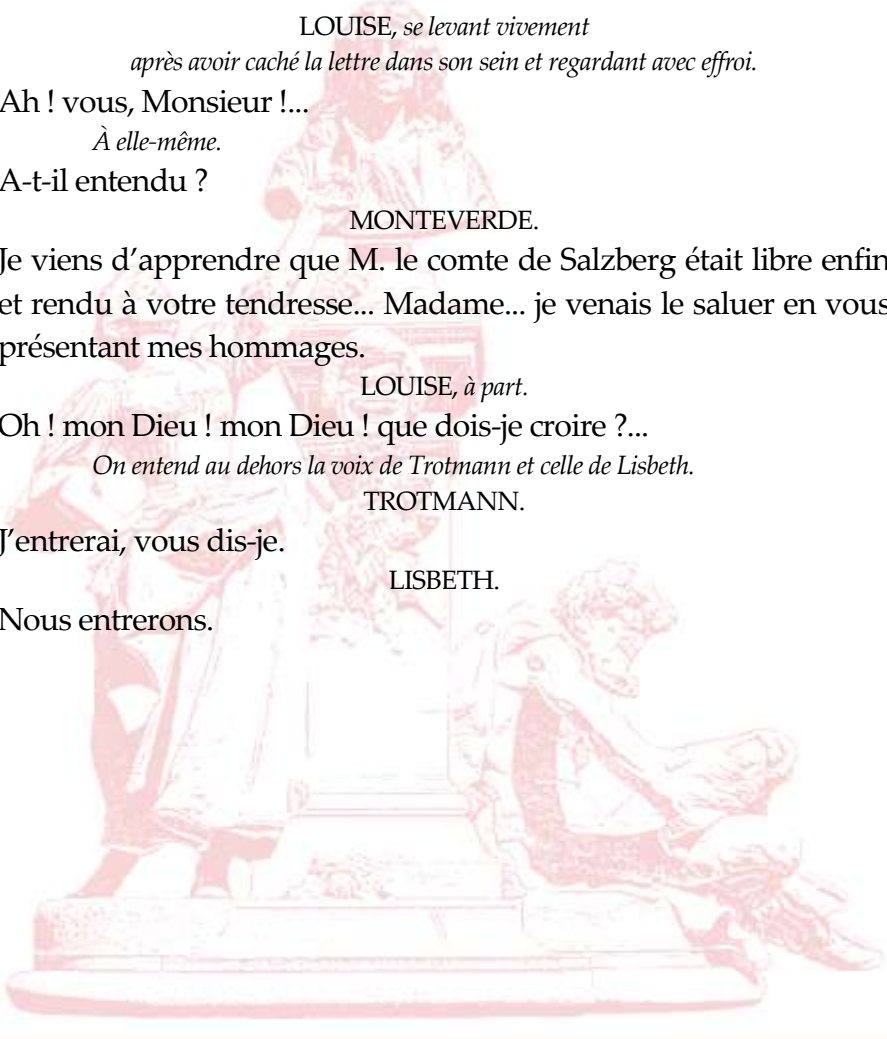 LOUISE, se levant vivement
après avoir caché la lettre dans son sein et regardant avec effroi.
Ah ! vous, Monsieur !...
À elle-même.
A-t-il entendu ?
MONTEVERDE.
Je viens d’apprendre que M. le comte de Salzberg était libre enfin
et rendu à votre tendresse... Madame... je venais le saluer en vous
présentant mes hommages.
LOUISE, à part.
Oh ! mon Dieu ! mon Dieu ! que dois-je croire ?...
On entend au dehors la voix de Trotmann et celle de Lisbeth.
TROTMANN.
J’entrerai, vous dis-je.
LISBETH.
Nous entrerons.